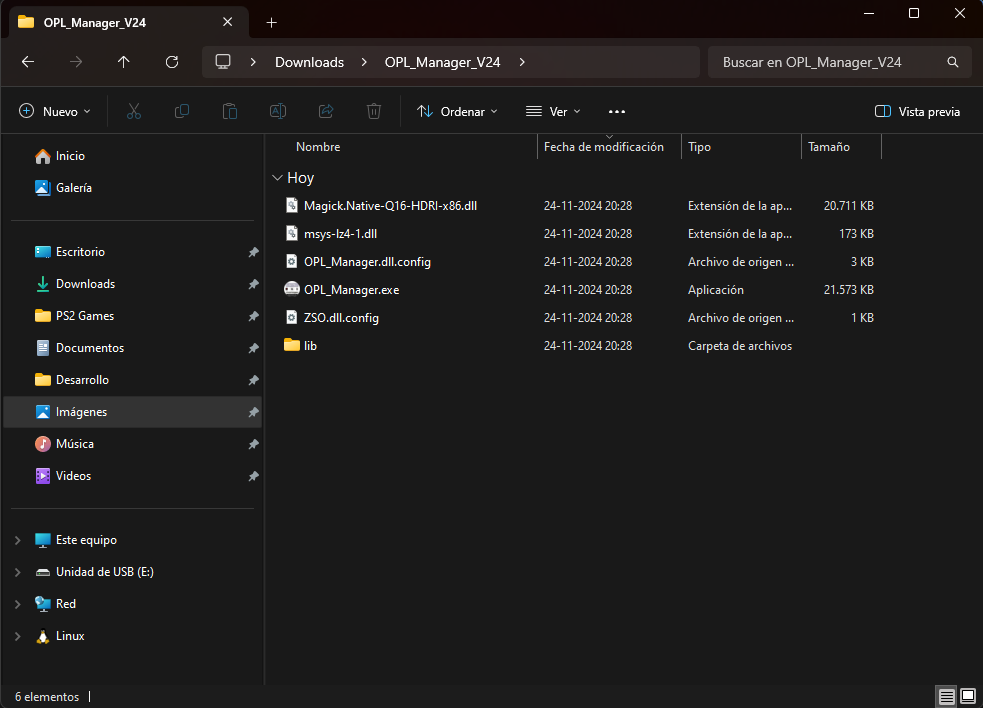 OPL_Manager_V24
Downloads OPL_Manager_V24 Buscar en OPL_Manager_V24
Nuevo Ordenar Ver Vista previa
Inicio
Galería
Escritorio
Downloads
PS2 Games
Documentos
Desarrollo
Imágenes
Música
Videos
Este equipo
Unidad de USB (E:)
Red
Linux
Nombre Fecha de modificación Tipo Tamaño
Hoy
Magick.Native-Q16-HDRI-x86.dll 24-11-2024 20:28 Extensión de la ap... 20.711 KB
msys-lz4-1.dll 24-11-2024 20:28 Extensión de la ap... 173 KB
OPL_Manager.dll.config 24-11-2024 20:28 Archivo de origen ... 3 KB
OPL_Manager.exe 24-11-2024 20:28 Aplicación 21.573 KB
ZSO.dll.config 24-11-2024 20:28 Archivo de origen ... 1 KB
lib 24-11-2024 20:28 Carpeta de archivos
6 elementos